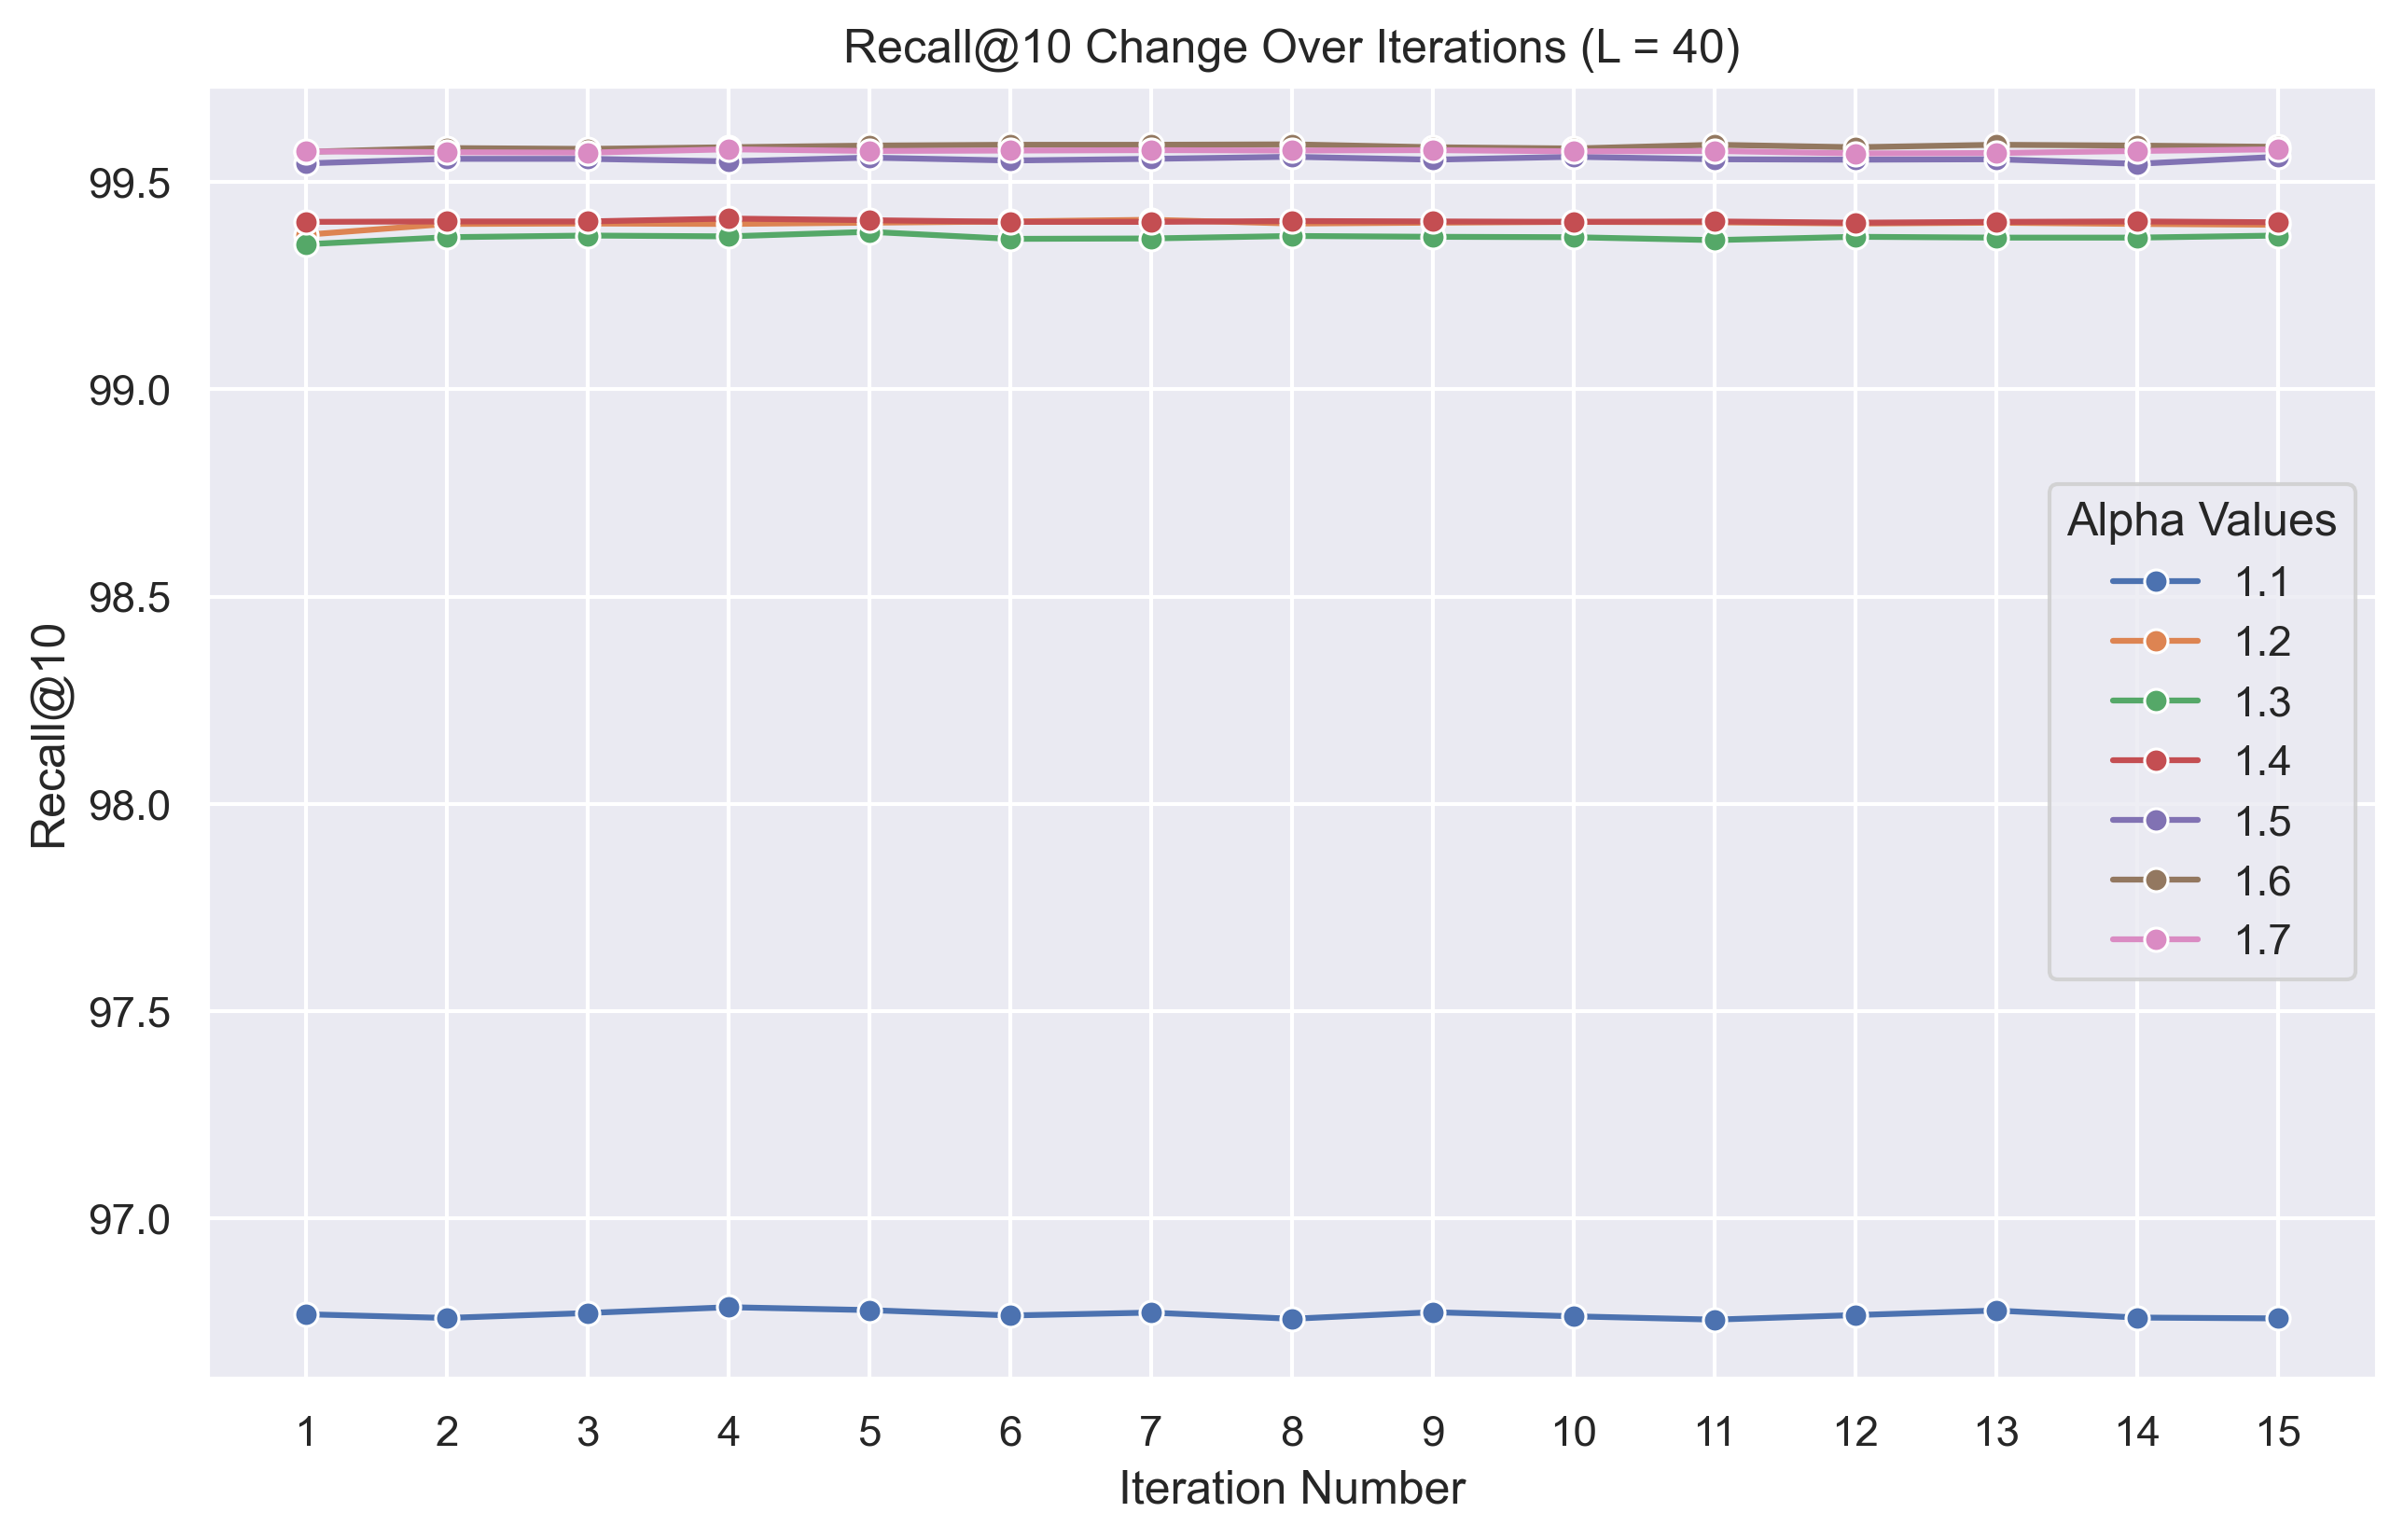 Recall@10 Change Over Iterations (L = 40)
Recall@10
99.5
99.0
98.5
98.0
97.5
97.0
Alpha Values
1.1
1.2
1.3
1.4
1.5
1.6
1.7
1 2 3 4 5 6 7 8 9 10 11 12 13 14 15
Iteration Number